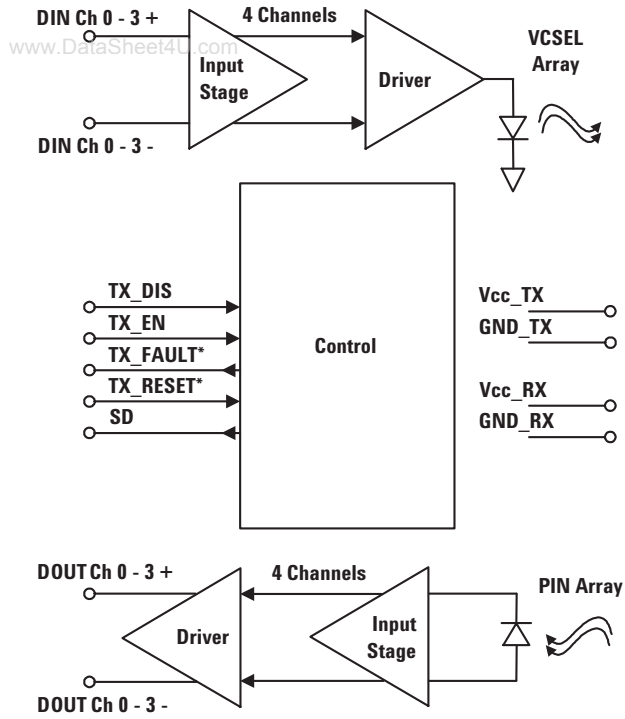 DIN Ch 0 - 3 +
4 Channels
www.DataSheet4U.com
VCSEL
Array
Input
Stage
Driver
DIN Ch 0 - 3 -
TX_DIS
TX_EN
TX_FAULT*
TX_RESET*
SD
Control
Vcc_TX
GND_TX
Vcc_RX
GND_RX
DOUT Ch 0 - 3 +
4 Channels
PIN Array
Driver
Input
Stage
DOUT Ch 0 - 3 -